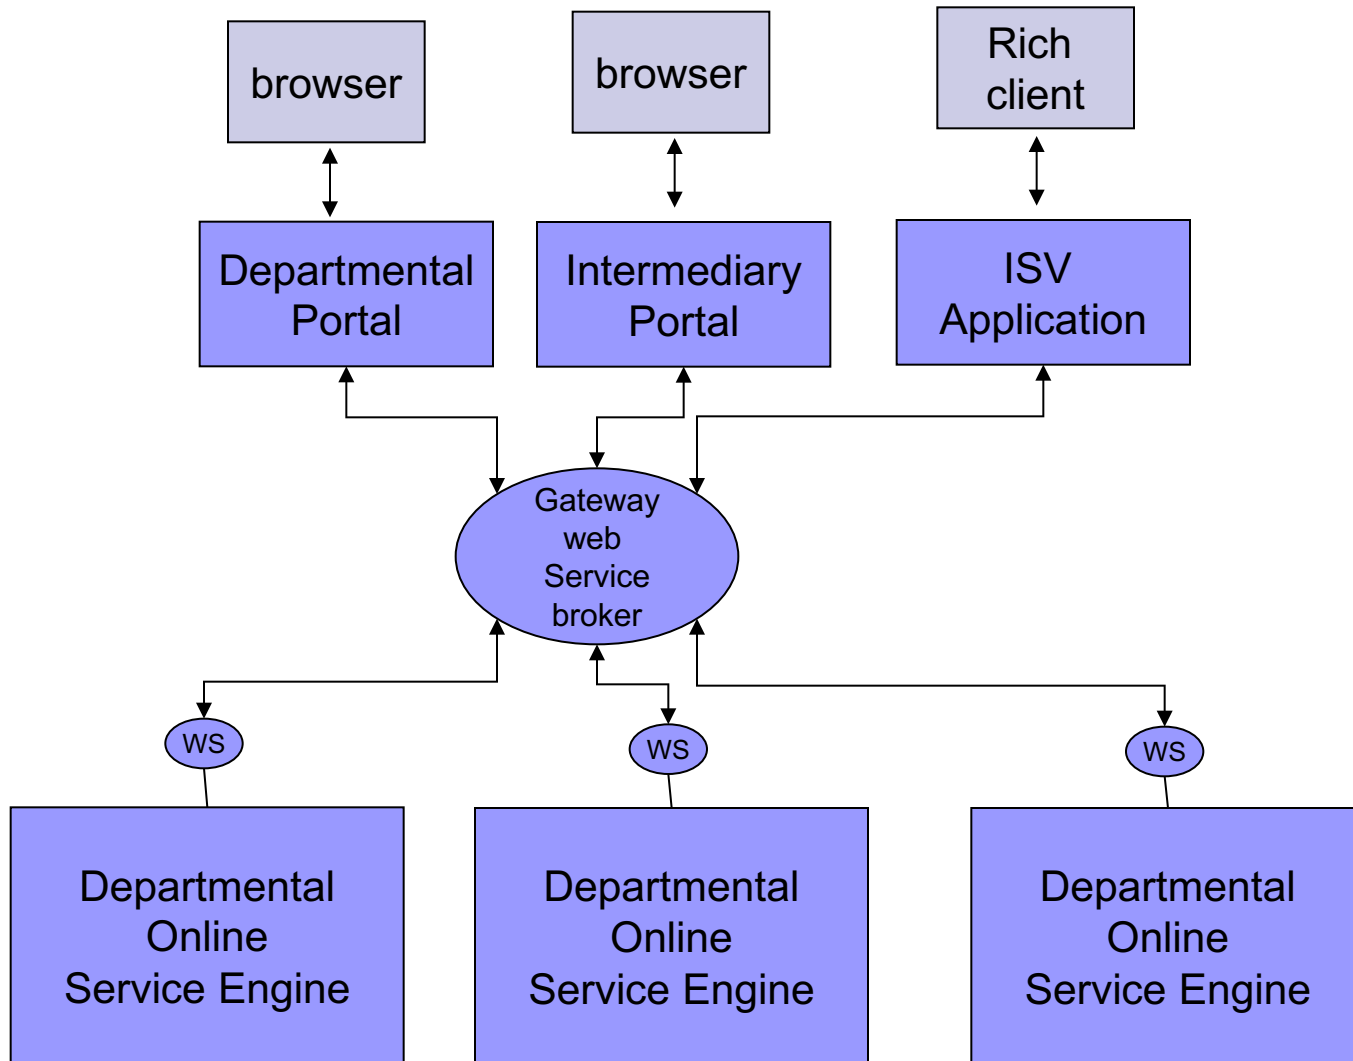 browser
browser
Rich
client
Departmental
Portal
Intermediary
Portal
ISV
Application
Gateway
web
Service
broker
WS
WS
WS
Departmental
Online
Service Engine
Departmental
Online
Service Engine
Departmental
Online
Service Engine